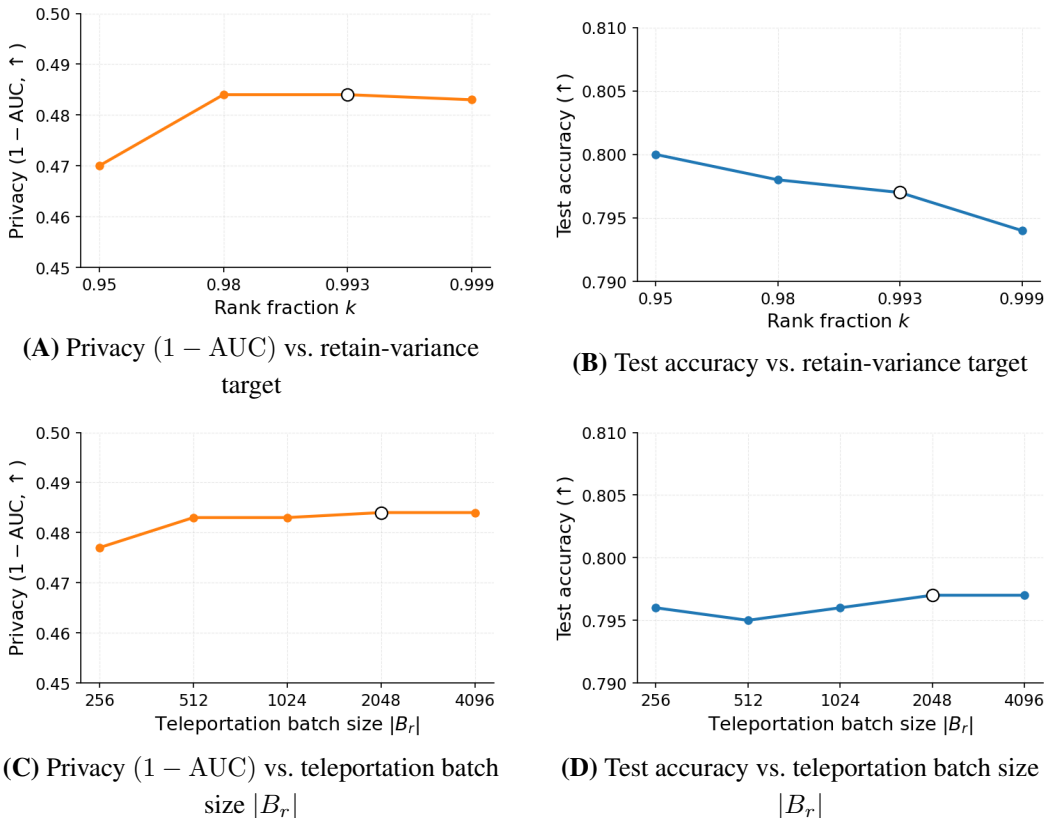 0.50
0.49
0.48
0.47
0.46
0.45
Privacy (1 − AUC, ↑)
0.95 0.98 0.993 0.999
Rank fraction k
(A) Privacy (1 − AUC) vs. retain-variance
target
0.810
0.805
0.800
0.795
0.790
Test accuracy (↑)
0.95 0.98 0.993 0.999
Rank fraction k
(B) Test accuracy vs. retain-variance target
0.50
0.49
0.48
0.47
0.46
0.45
Privacy (1 − AUC, ↑)
256 512 1024 2048 4096
Teleportation batch size |B_r|
(C) Privacy (1 − AUC) vs. teleportation batch
size |B_r|
0.810
0.805
0.800
0.795
0.790
Test accuracy (↑)
256 512 1024 2048 4096
Teleportation batch size |B_r|
(D) Test accuracy vs. teleportation batch size
|B_r|